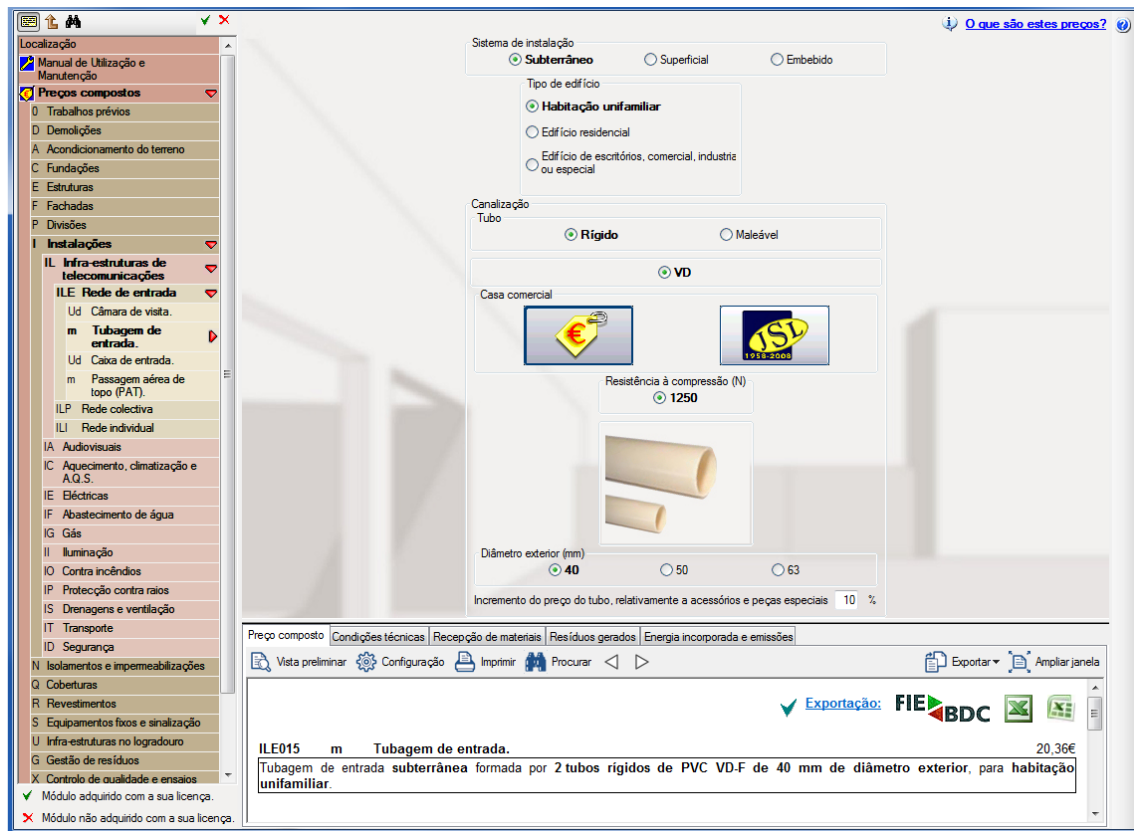 O que são estes preços?
Localização
Manual de Utilização e
Manutenção
Preços compostos
0 Trabalhos prévios
D Demolições
A Acondicionamento do terreno
C Fundações
E Estruturas
F Fachadas
P Divisões
I Instalações
IL Infra-estruturas de
telecomunicações
ILE Rede de entrada
Ud Câmara de visita.
m Tubagem de
entrada.
Ud Caixa de entrada.
m Passagem aérea de
topo (PAT).
ILP Rede colectiva
ILI Rede individual
IA Audiovisuais
IC Aquecimento, climatização e
A.Q.S.
IE Eléctricas
IF Abastecimento de água
IG Gás
II Iluminação
IO Contra incêndios
IP Protecção contra raios
IS Drenagens e ventilação
IT Transporte
ID Segurança
N Isolamentos e impermeabilizações
Q Coberturas
R Revestimentos
S Equipamentos fixos e sinalização
U Infra-estruturas no logradouro
G Gestão de resíduos
X Controlo de qualidade e ensaios
Módulo adquirido com a sua licença.
Módulo não adquirido com a sua licença.
Sistema de instalação
Subterrâneo Superficial Embebido
Tipo de edifício
Habitação unifamiliar
Edifício residencial
Edifício de escritórios, comercial, industria
ou especial
Canalização
Tubo
Rígido Maleável
VD
Casa comercial
€ JSL
1958-2008
Resistência à compressão (N)
1250
Diâmetro exterior (mm)
40 50 63
Incremento do preço do tubo, relativamente a acessórios e peças especiais 10 %
Preço composto Condições técnicas Recepção de materiais Resíduos gerados Energia incorporada e emissões
Vista preliminar Configuração Imprimir Procurar Exportar Ampliar janela
Exportação: FIE BDC
ILE015 m Tubagem de entrada. 20,36€
Tubagem de entrada subterrânea formada por 2 tubos rígidos de PVC VD-F de 40 mm de diâmetro exterior, para habitação
unifamiliar.